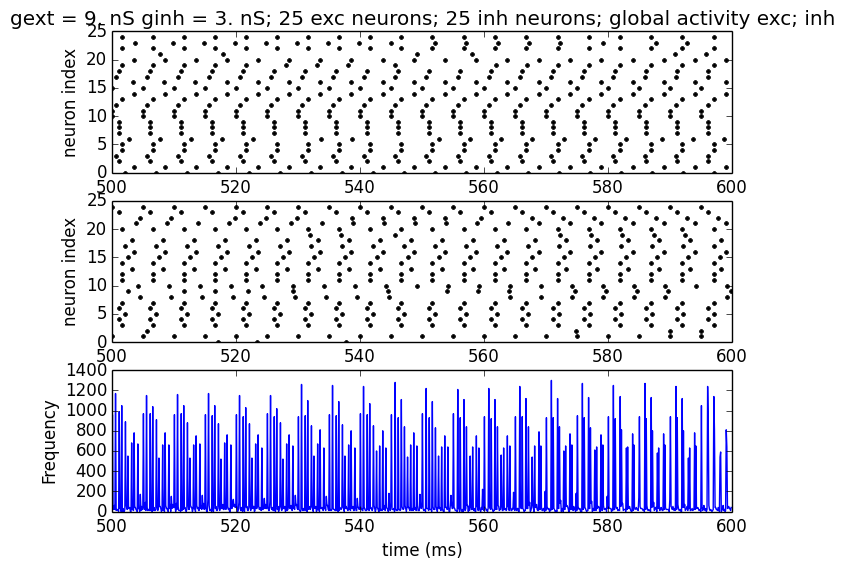 gext = 9. nS ginh = 3. nS; 25 exc neurons; 25 inh neurons; global activity exc; inh
25
20
15
10
5
0
neuron index
500 520 540 560 580 600
25
20
15
10
5
0
neuron index
500 520 540 560 580 600
1400
1200
1000
800
600
400
200
0
Frequency
500 520 540 560 580 600
time (ms)